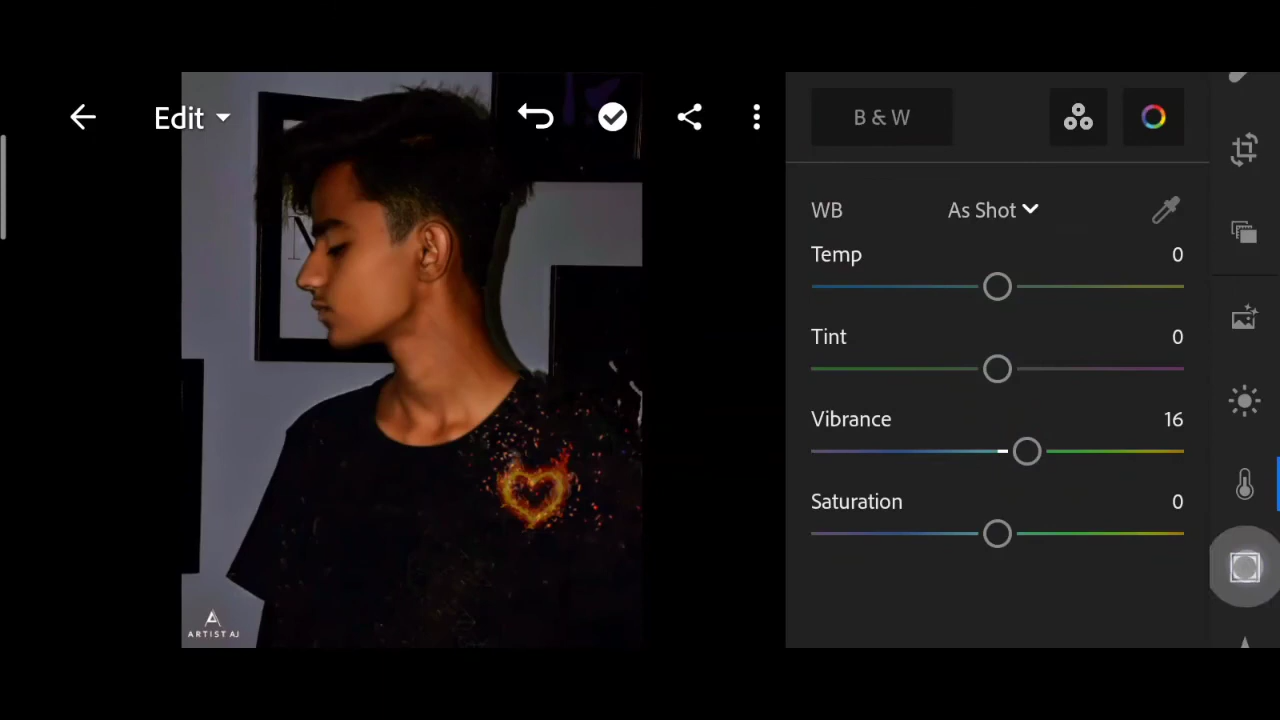 Edit
B & W
WB As Shot
Temp 0
Tint 0
Vibrance 16
Saturation 0
ARTIST AJ